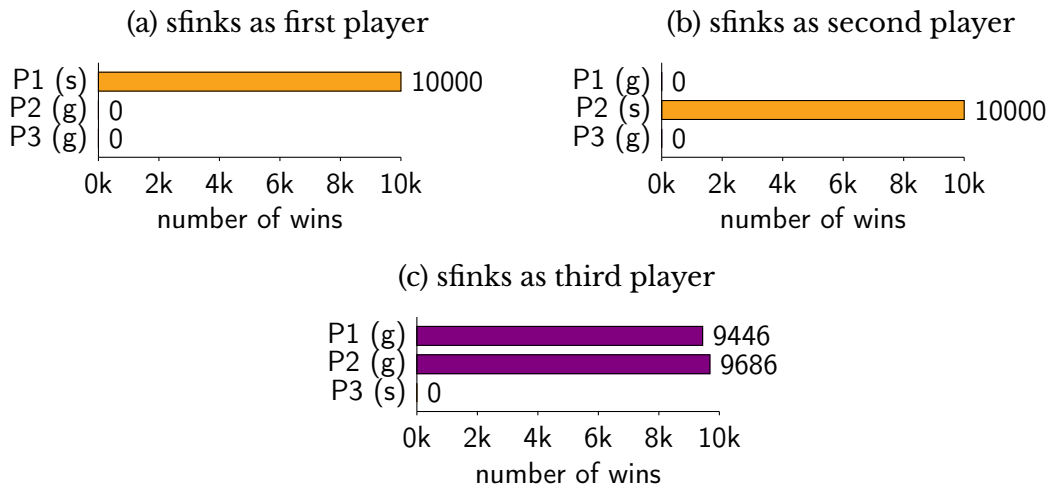 (a) sfinks as first player
P1 (s) 10000
P2 (g) 0
P3 (g) 0
0k 2k 4k 6k 8k 10k
number of wins
(b) sfinks as second player
P1 (g) 0
P2 (s) 10000
P3 (g) 0
0k 2k 4k 6k 8k 10k
number of wins
(c) sfinks as third player
P1 (g) 9446
P2 (g) 9686
P3 (s) 0
0k 2k 4k 6k 8k 10k
number of wins